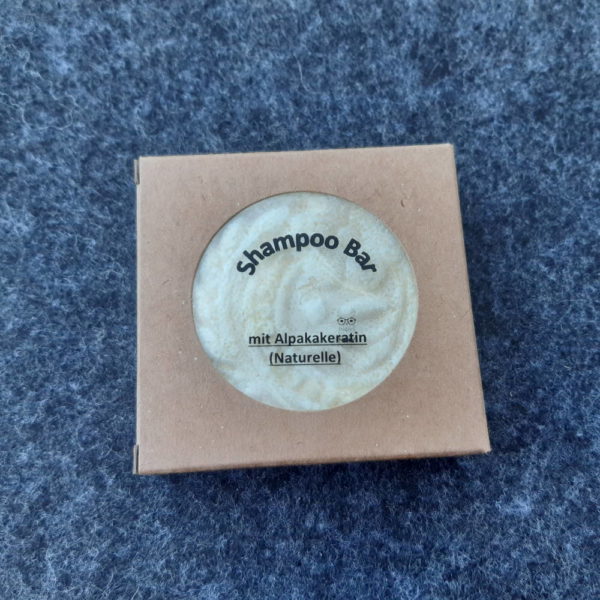 Shampoo Bar
mit Alpakakeratin
(Naturelle)